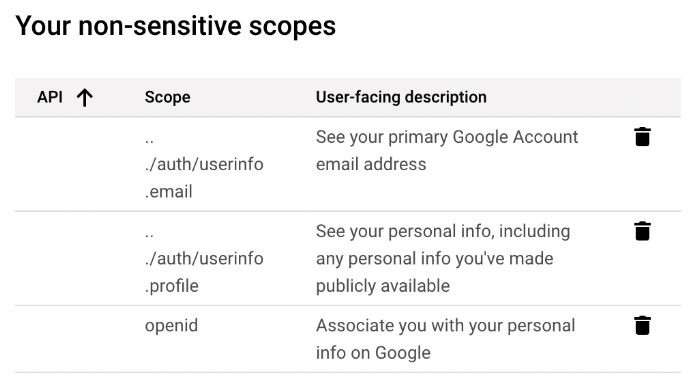 Your non-sensitive scopes
API ↑ Scope User-facing description
..
./auth/userinfo
.email
See your primary Google Account
email address
..
./auth/userinfo
.profile
See your personal info, including
any personal info you've made
publicly available
openid
Associate you with your personal
info on Google